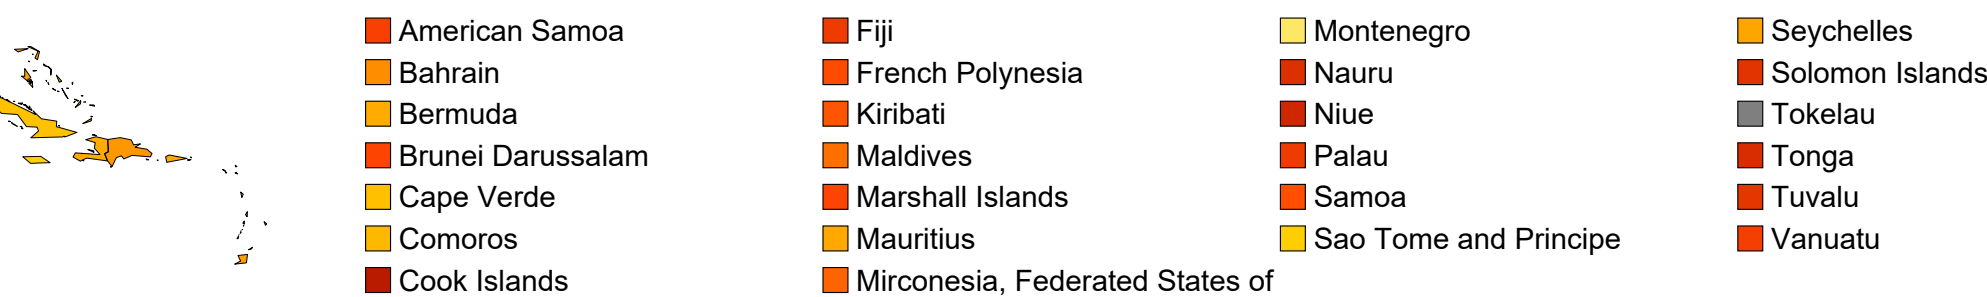 American Samoa
Bahrain
Bermuda
Brunei Darussalam
Cape Verde
Comoros
Cook Islands
Fiji
French Polynesia
Kiribati
Maldives
Marshall Islands
Mauritius
Mirconesia, Federated States of
Montenegro
Nauru
Niue
Palau
Samoa
Sao Tome and Principe
Seychelles
Solomon Islands
Tokelau
Tonga
Tuvalu
Vanuatu